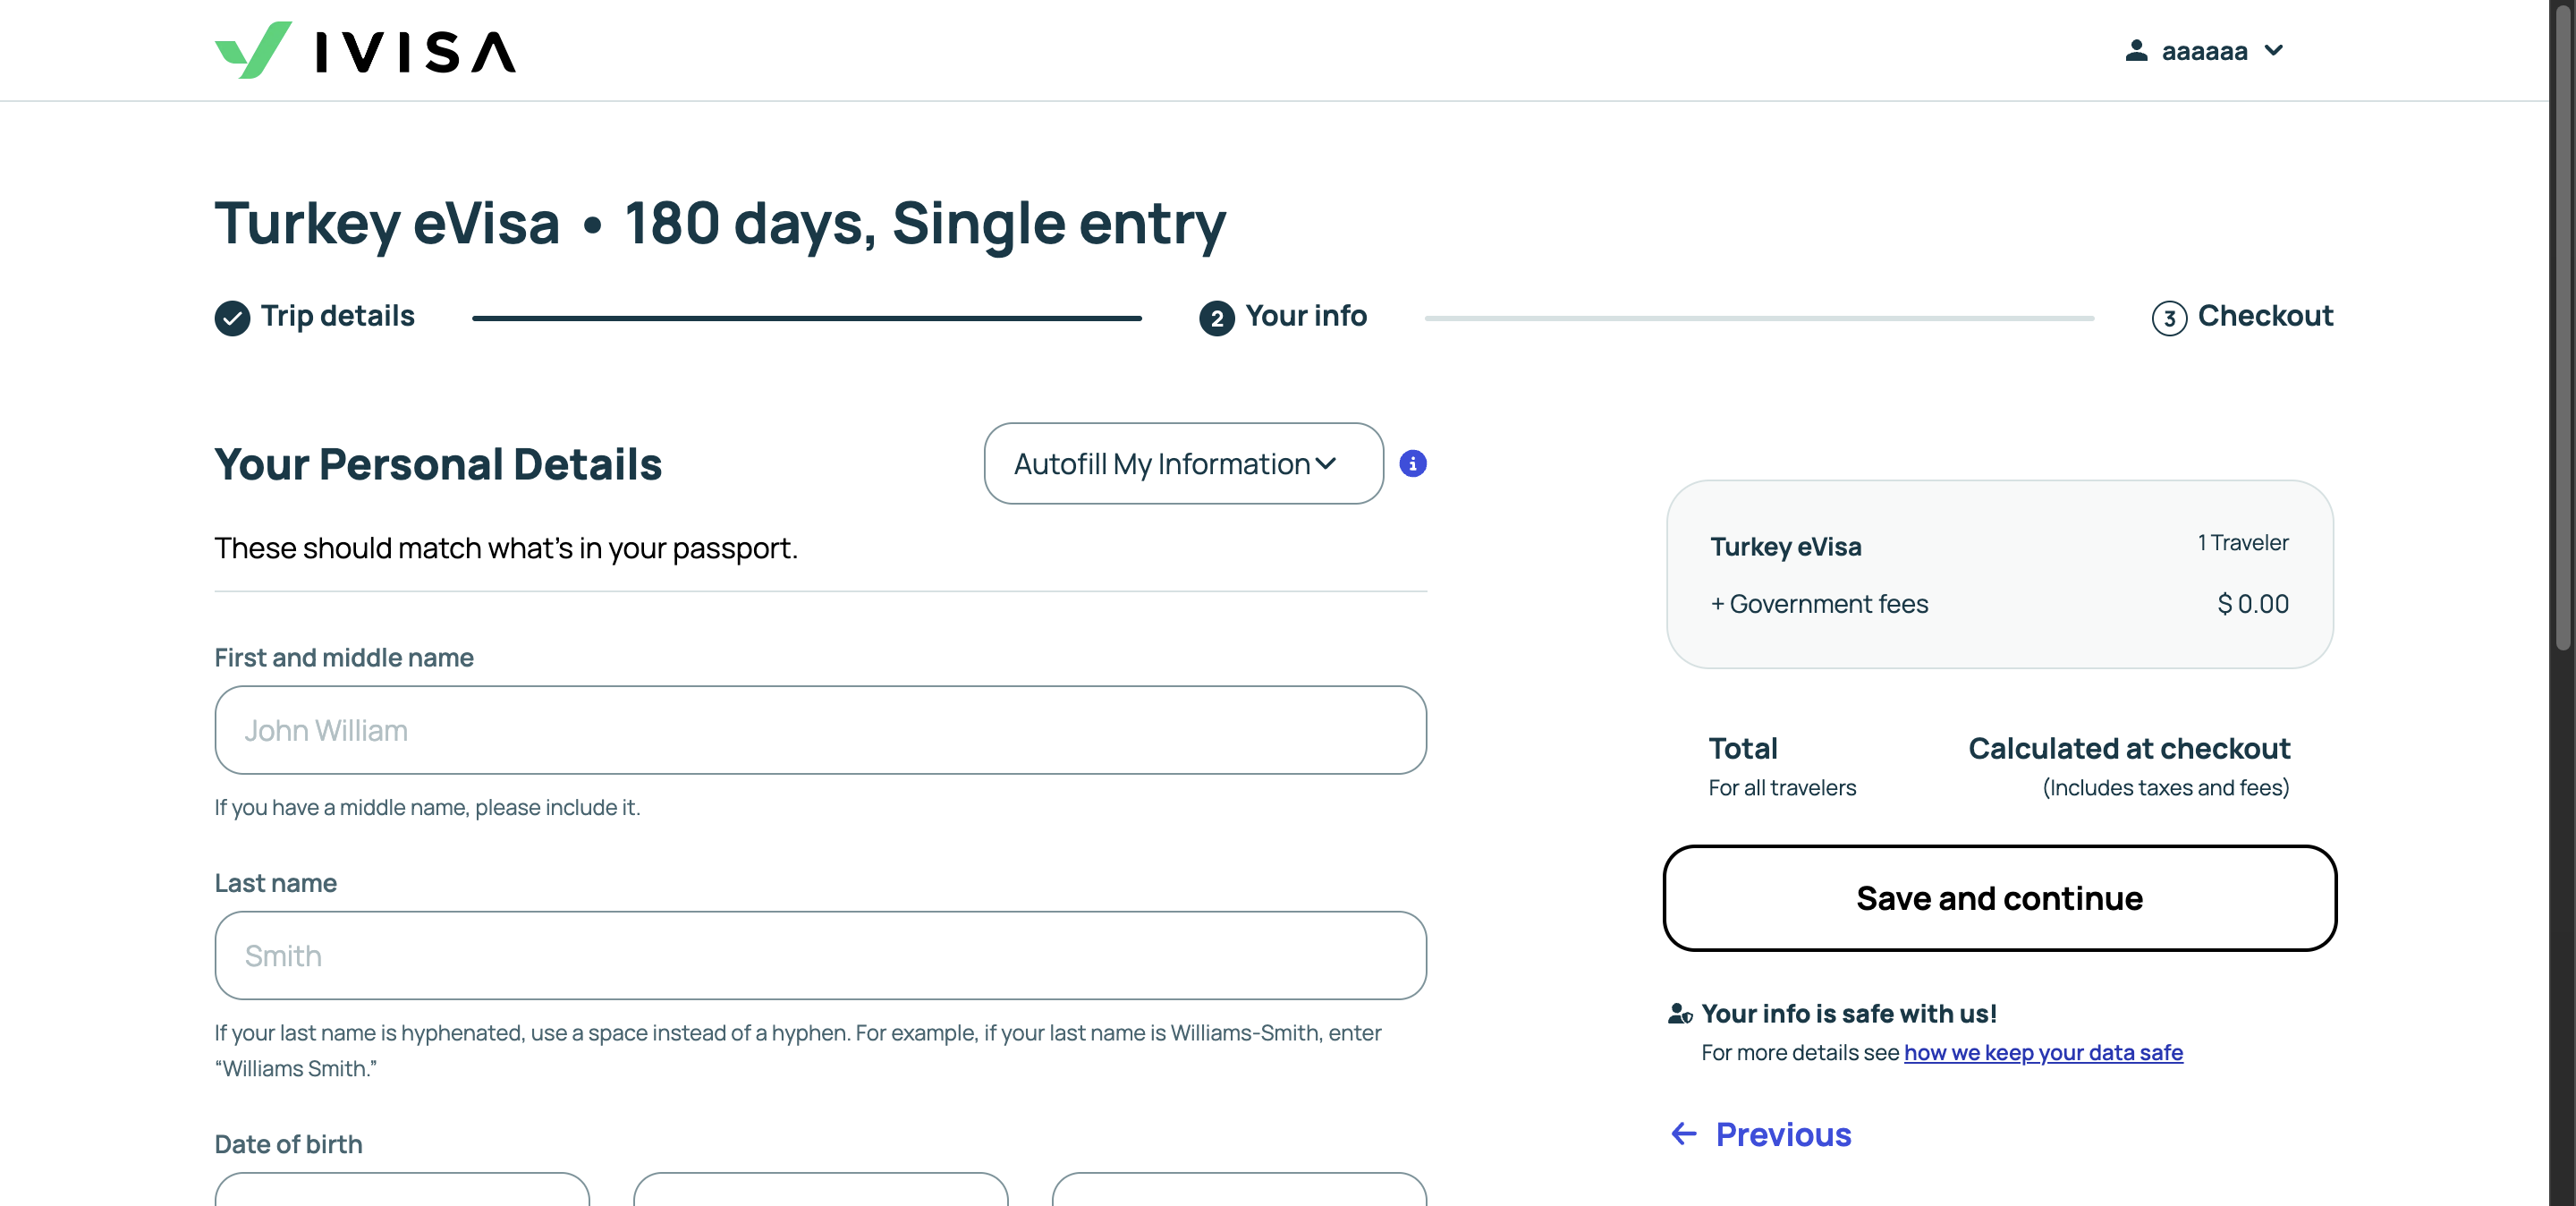 IVISA
aaaaaa
Turkey eVisa • 180 days, Single entry
Trip details
2 Your info
3 Checkout
Your Personal Details
Autofill My Information
These should match what's in your passport.
First and middle name
John William
If you have a middle name, please include it.
Last name
Smith
If your last name is hyphenated, use a space instead of a hyphen. For example, if your last name is Williams-Smith, enter
“Williams Smith.”
Date of birth
Turkey eVisa 1 Traveler
+ Government fees $ 0.00
Total Calculated at checkout
For all travelers (Includes taxes and fees)
Save and continue
Your info is safe with us!
For more details see how we keep your data safe
← Previous